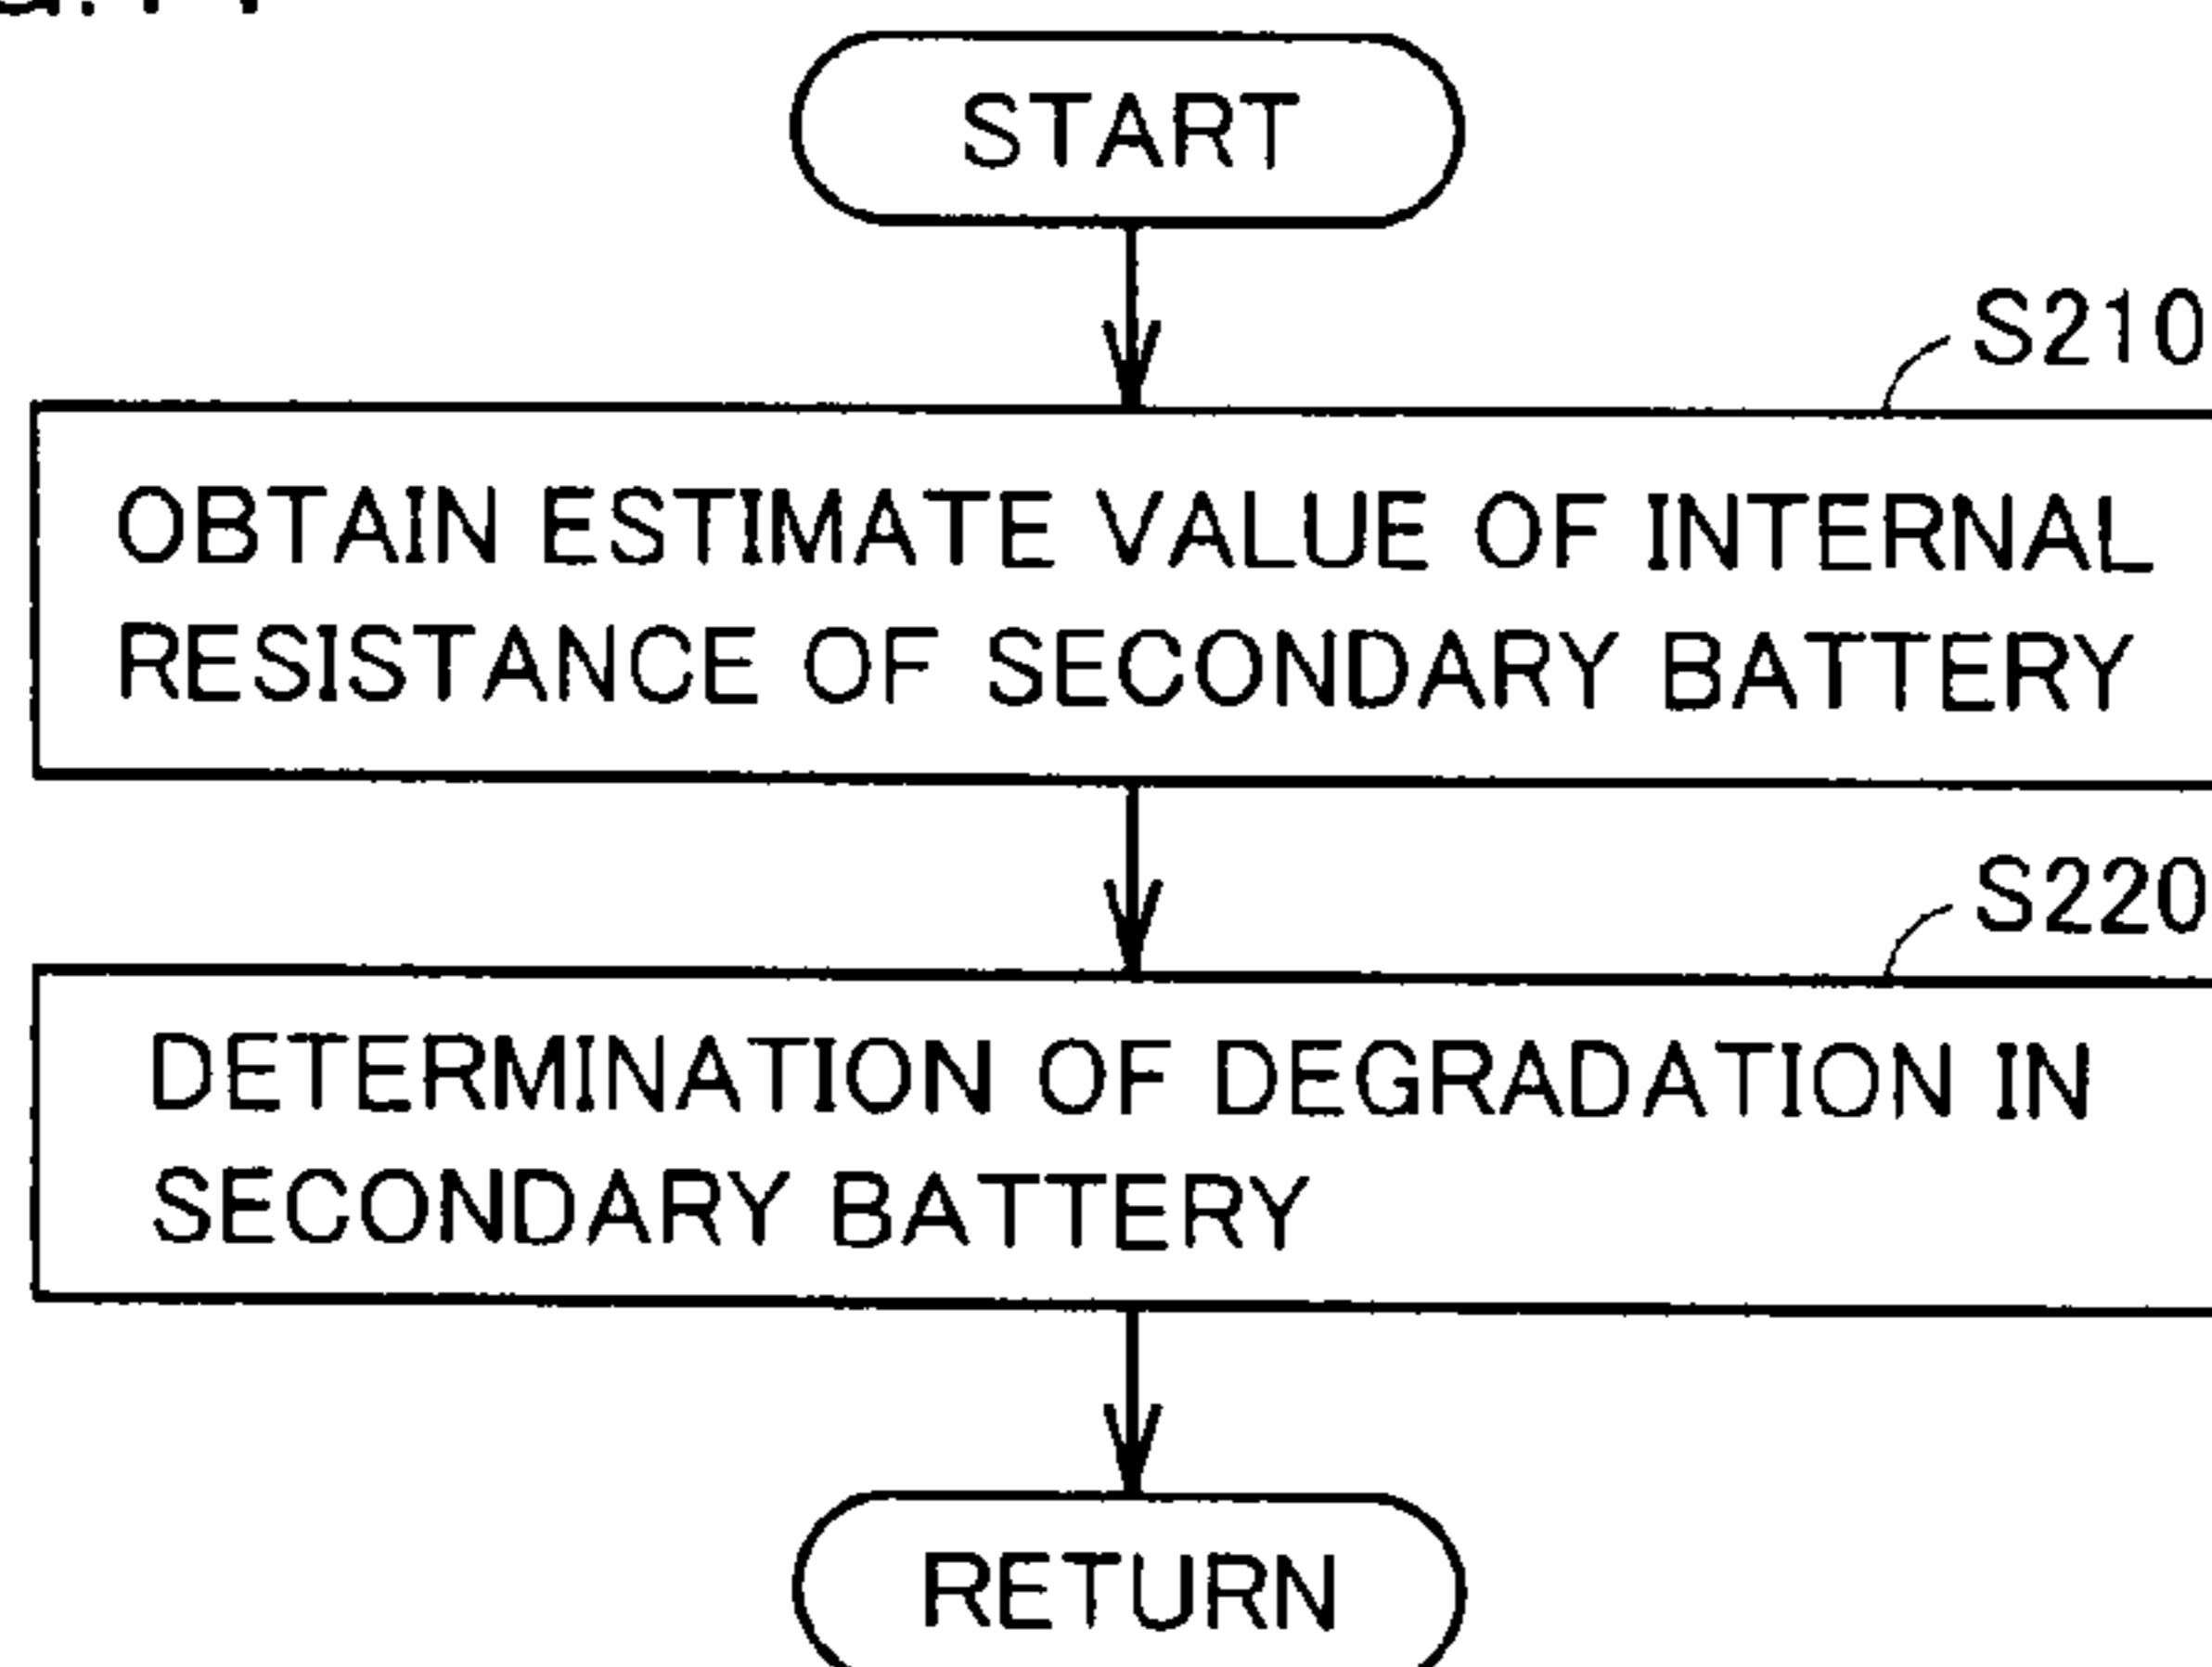 START
S210
OBTAIN ESTIMATE VALUE OF INTERNAL
RESISTANCE OF SECONDARY BATTERY
S220
DETERMINATION OF DEGRADATION IN
SECONDARY BATTERY
RETURN